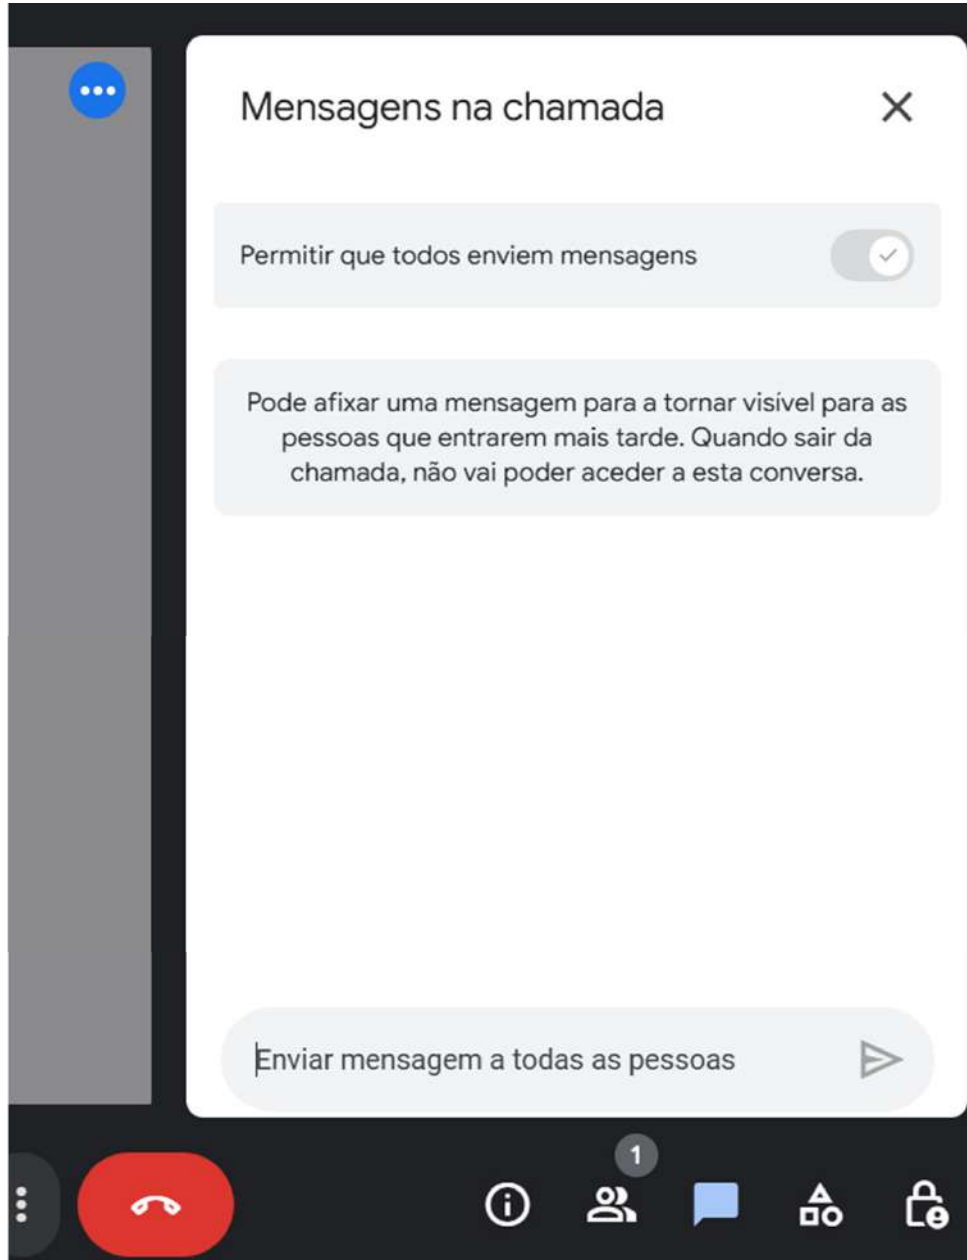 Mensagens na chamada
Permitir que todos enviem mensagens
Pode afixar uma mensagem para a tornar visível para as
pessoas que entrarem mais tarde. Quando sair da
chamada, não vai poder aceder a esta conversa.
Enviar mensagem a todas as pessoas
1